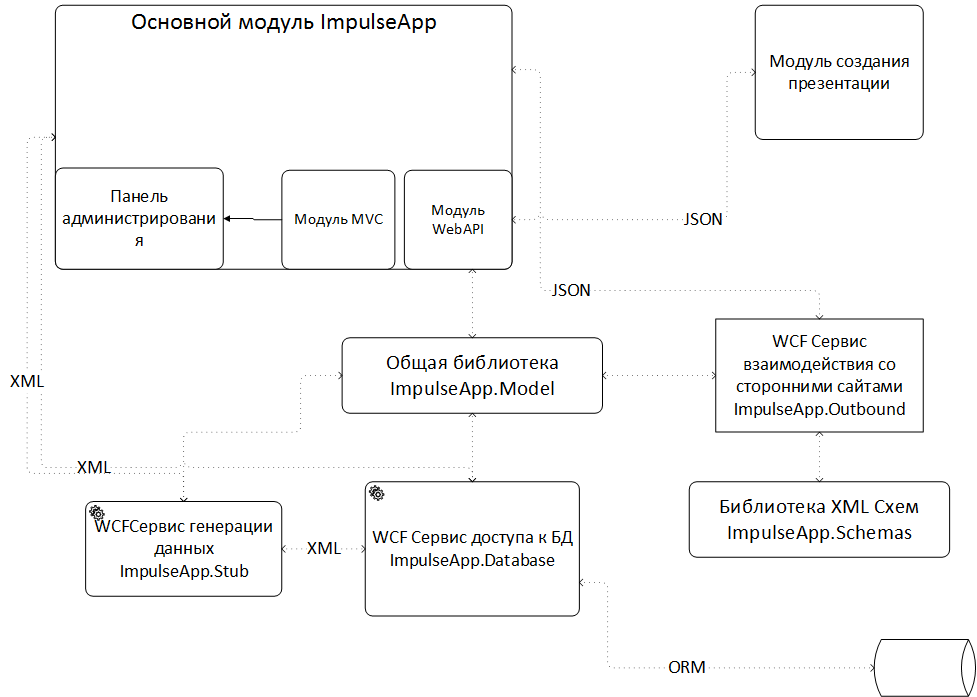 Основной модуль ImpulseApp
Модуль создания
презентации
Панель
администрировани
я
Модуль MVC
Модуль
WebAPI
JSON
JSON
WCF Сервис
взаимодействия со
сторонними сайтами
ImpulseApp.Outbound
Общая библиотека
ImpulseApp.Model
XML
XML
WCFСервис генерации
данных
ImpulseApp.Stub
XML
WCF Сервис доступа к БД
ImpulseApp.Database
Библиотека XML Схем
ImpulseApp.Schemas
ORM